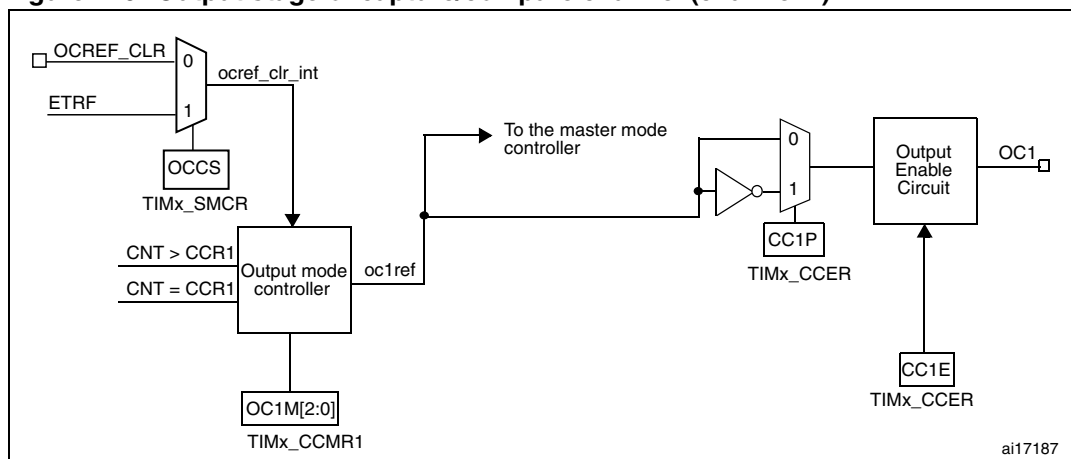 OCREF_CLR
0
ocref_clr_int
ETRF
1
OCCS
TIMx_SMCR
To the master mode
controller
0
1
Output
Enable
Circuit
OC1
CC1P
TIMx_CCER
CNT > CCR1
CNT = CCR1
Output mode
controller
oc1ref
CC1E
TIMx_CCER
OC1M[2:0]
TIMx_CCMR1
ai17187